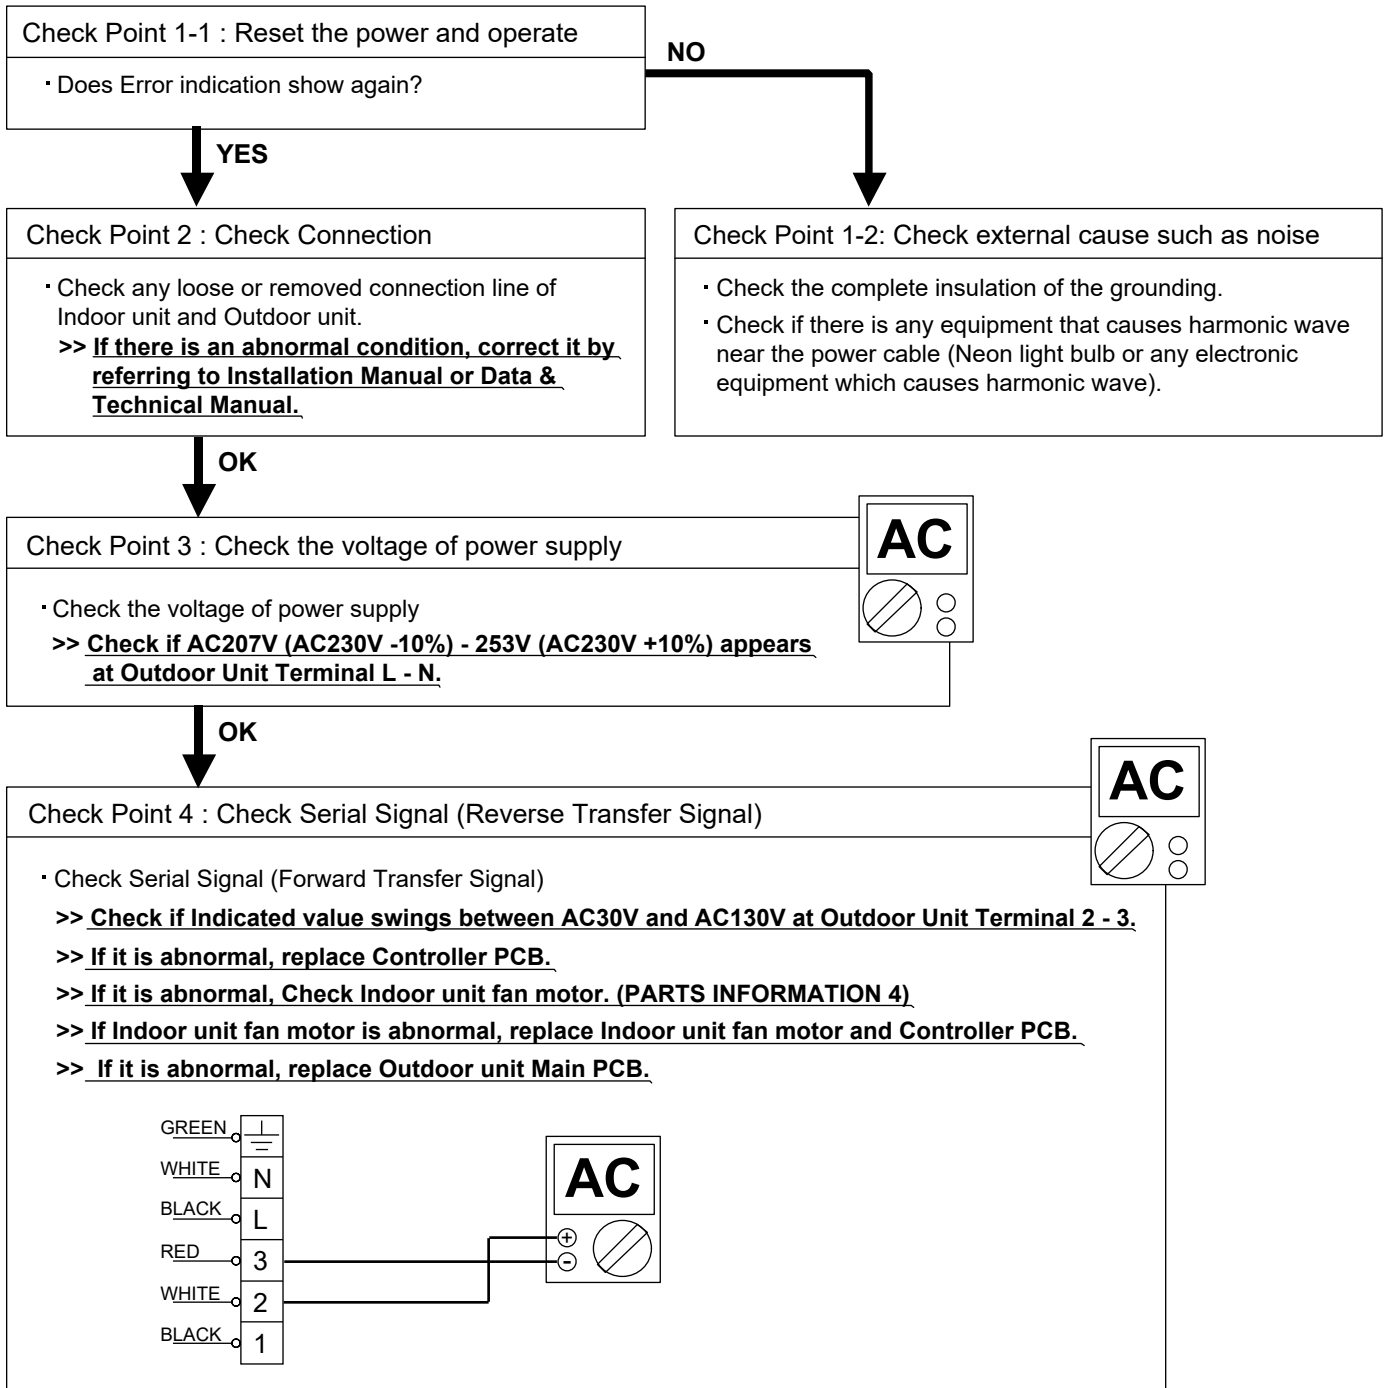 Check Point 1-1 : Reset the power and operate
· Does Error indication show again?
NO
YES
Check Point 2 : Check Connection
· Check any loose or removed connection line of
Indoor unit and Outdoor unit.
>> If there is an abnormal condition, correct it by
referring to Installation Manual or Data &
Technical Manual.
Check Point 1-2: Check external cause such as noise
· Check the complete insulation of the grounding.
· Check if there is any equipment that causes harmonic wave
near the power cable (Neon light bulb or any electronic
equipment which causes harmonic wave).
OK
Check Point 3 : Check the voltage of power supply
AC
· Check the voltage of power supply
>> Check if AC207V (AC230V -10%) - 253V (AC230V +10%) appears
at Outdoor Unit Terminal L - N.
OK
Check Point 4 : Check Serial Signal (Reverse Transfer Signal)
AC
· Check Serial Signal (Forward Transfer Signal)
>> Check if Indicated value swings between AC30V and AC130V at Outdoor Unit Terminal 2 - 3.
>> If it is abnormal, replace Controller PCB.
>> If it is abnormal, Check Indoor unit fan motor. (PARTS INFORMATION 4)
>> If Indoor unit fan motor is abnormal, replace Indoor unit fan motor and Controller PCB.
>> If it is abnormal, replace Outdoor unit Main PCB.
GREEN
WHITE N
BLACK L
RED 3
WHITE 2
BLACK 1
AC
+
-